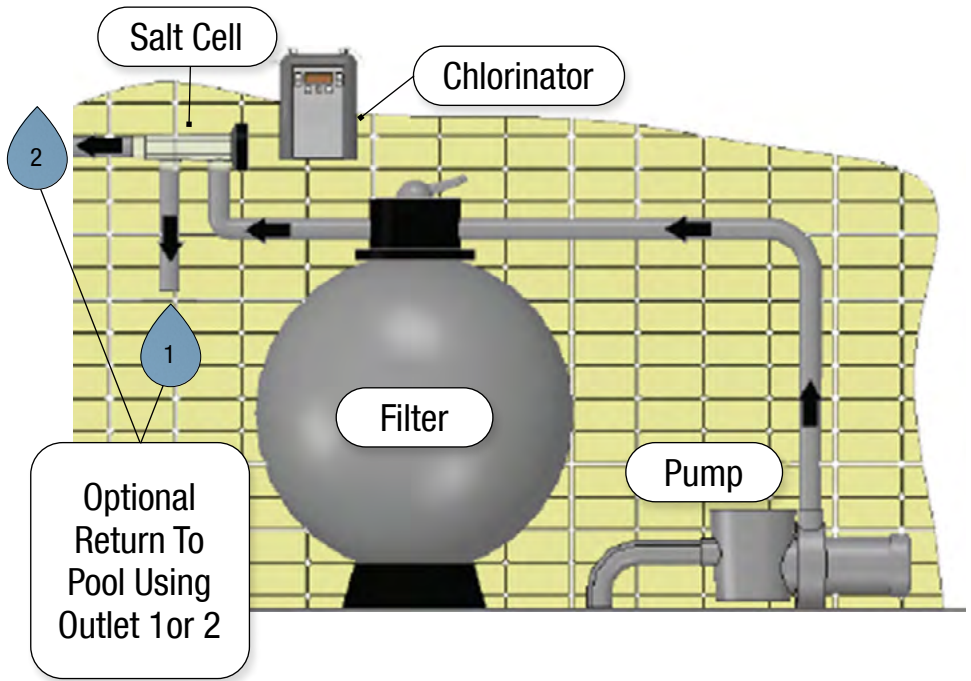 Salt Cell
Chlorinator
2
1
Filter
Pump
Optional
Return To
Pool Using
Outlet 1or 2